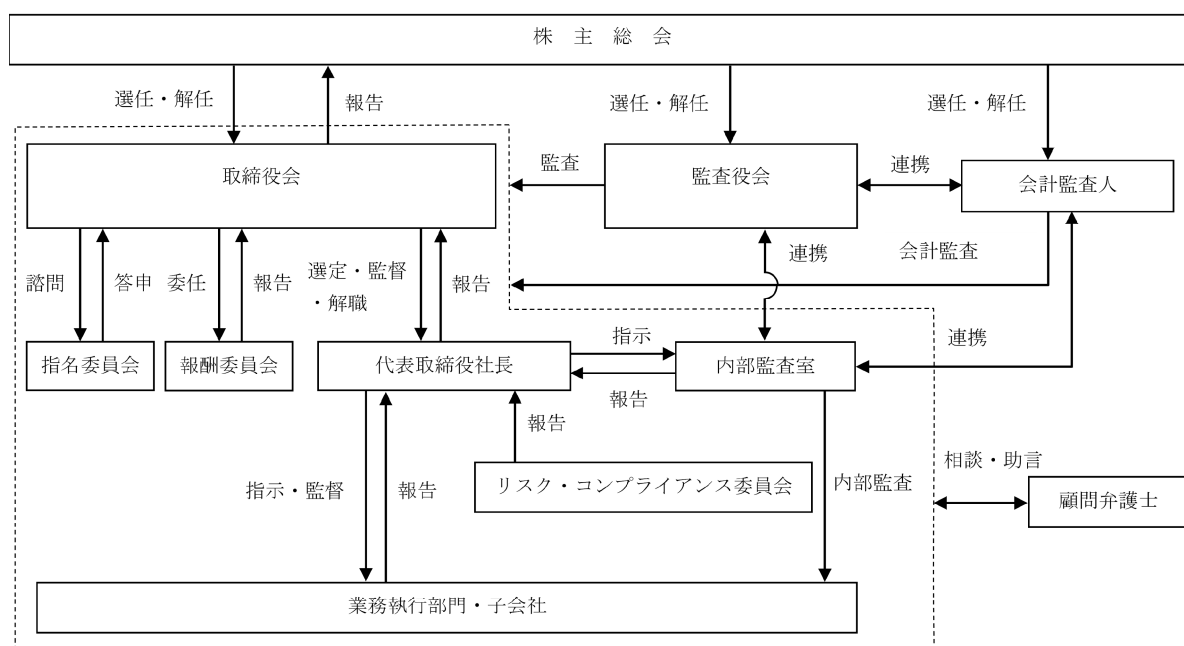 株主総会
選任・解任
報告
選任・解任
選任・解任
取締役会
監査
監査役会
連携
会計監査人
諮問
答申
委任
報告
選定・監督
・解職
報告
連携
会計監査
指名委員会
報酬委員会
代表取締役社長
指示
報告
内部監査室
連携
報告
指示・監督
報告
リスク・コンプライアンス委員会
内部監査
相談・助言
顧問弁護士
業務執行部門・子会社